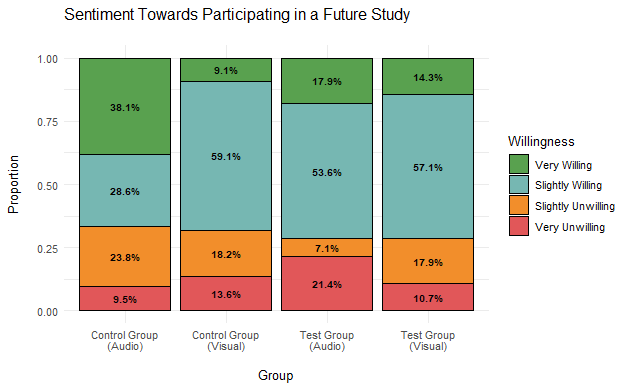 Sentiment Towards Participating in a Future Study
Proportion
1.00
0.75
0.50
0.25
0.00
38.1%
28.6%
23.8%
9.5%
9.1%
59.1%
18.2%
13.6%
17.9%
53.6%
7.1%
21.4%
14.3%
57.1%
17.9%
10.7%
Control Group
(Audio)
Control Group
(Visual)
Test Group
(Audio)
Test Group
(Visual)
Group
Willingness
Very Willing
Slightly Willing
Slightly Unwilling
Very Unwilling